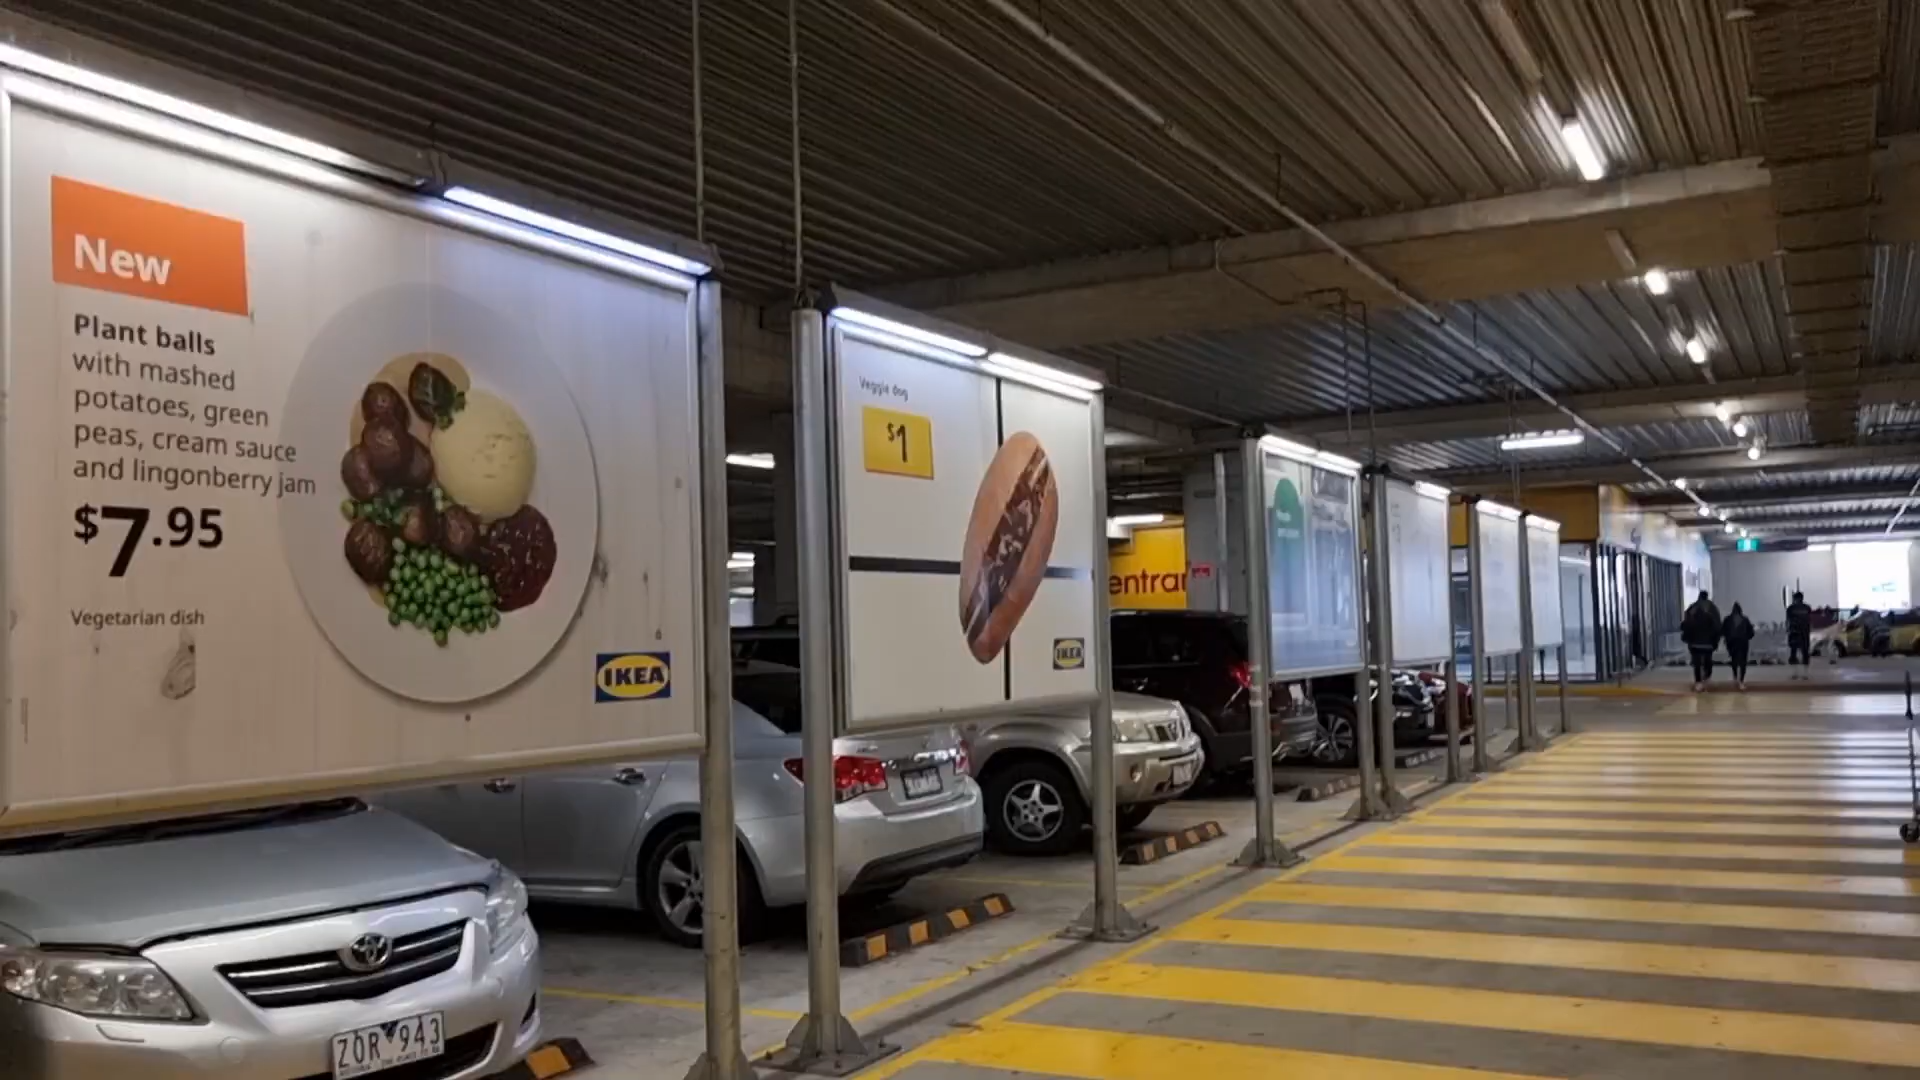 New
Plant balls
with mashed
potatoes, green
peas, cream sauce
and lingonberry jam
$7.95
Vegetarian dish
IKEA
Veggie dog
$1
IKEA
entra
ZOR 943